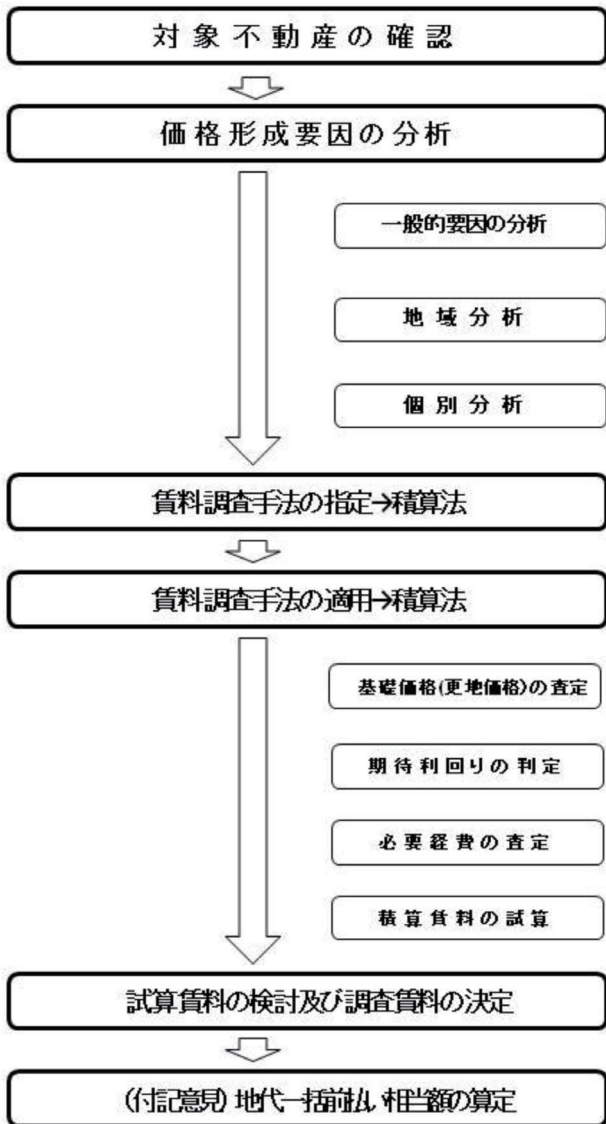 対象不動産の確認
価格形成要因の分析
一般的要因の分析
地域分析
個別分析
賃料調査手法の指定→積算法
賃料調査手法の適用→積算法
基礎価格(更地価格)の査定
期待利回りの判定
必要経費の査定
積算賃料の試算
試算賃料の検討及び調査賃料の決定
(付記意見)地代一括前払い相当額の算定